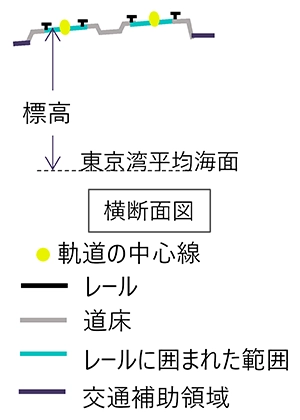 標高
東京湾平均海面
横断面図
軌道の中心線
レール
道床
レールに囲まれた範囲
交通補助領域